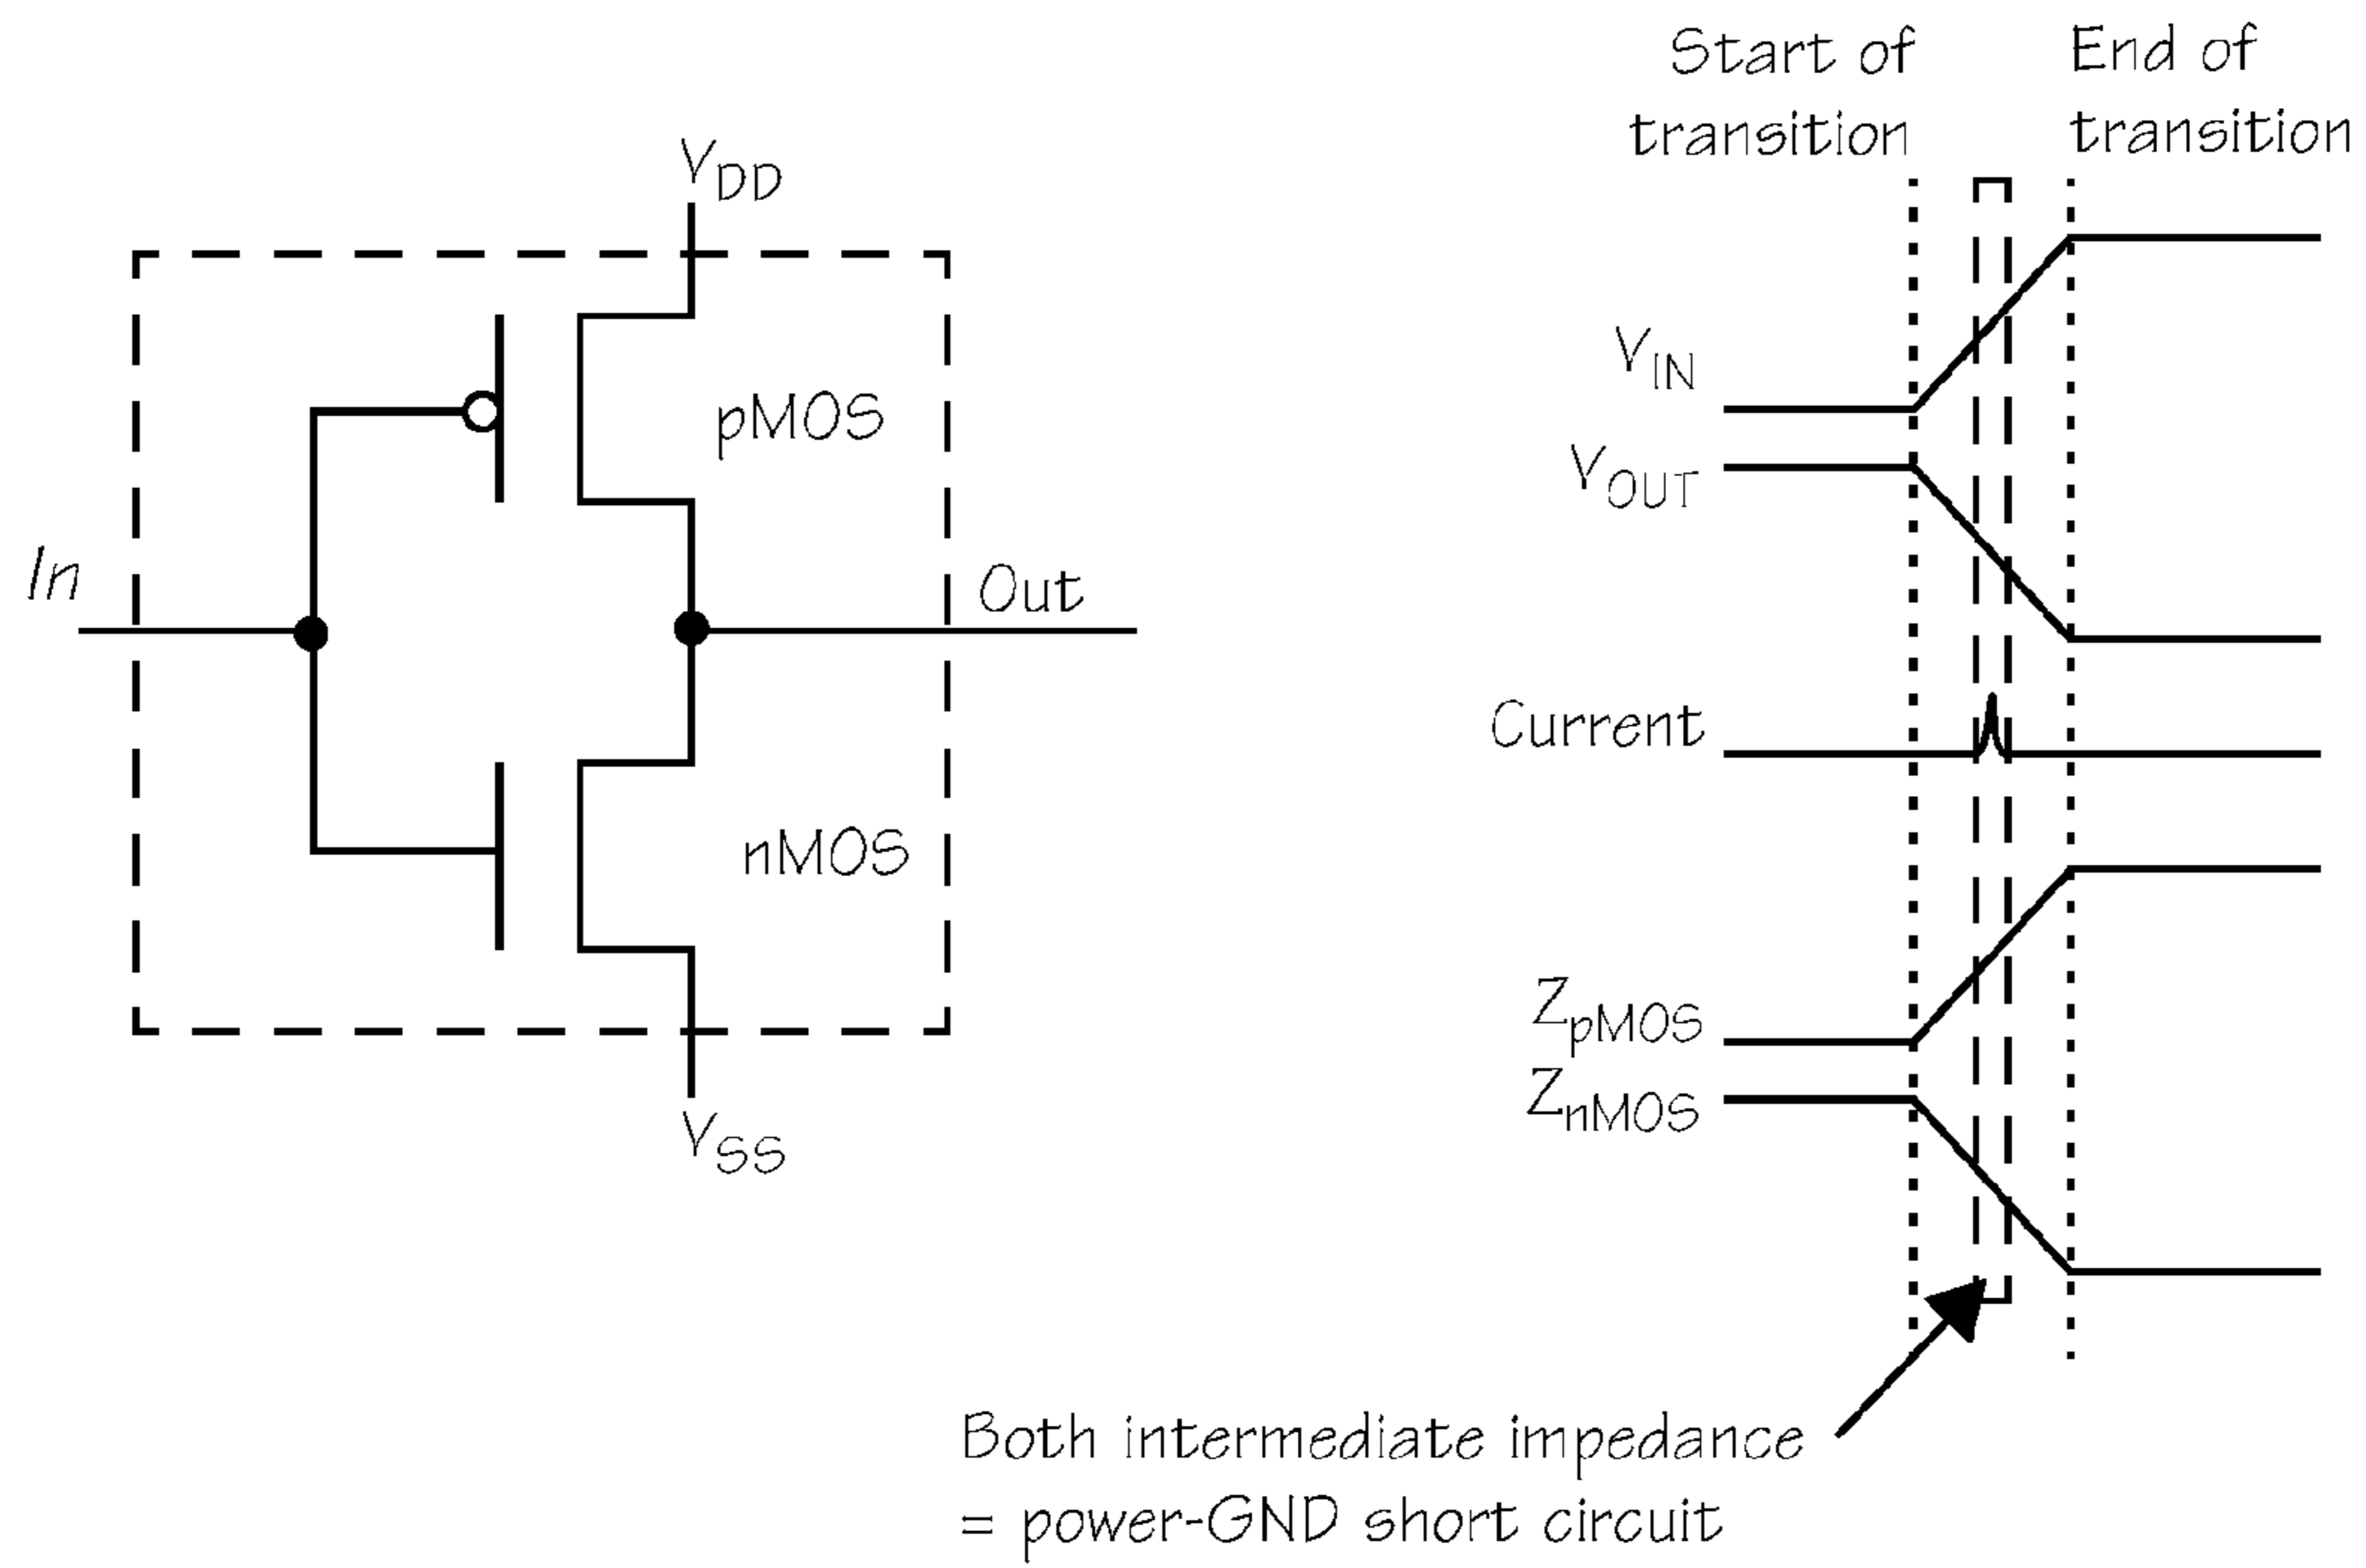 Start of
transition
End of
transition
VDD
pMOS
In
Out
nMOS
VSS
VIN
VOUT
Current
ZpMOS
ZnMOS
Both intermediate impedance
= power-GND short circuit